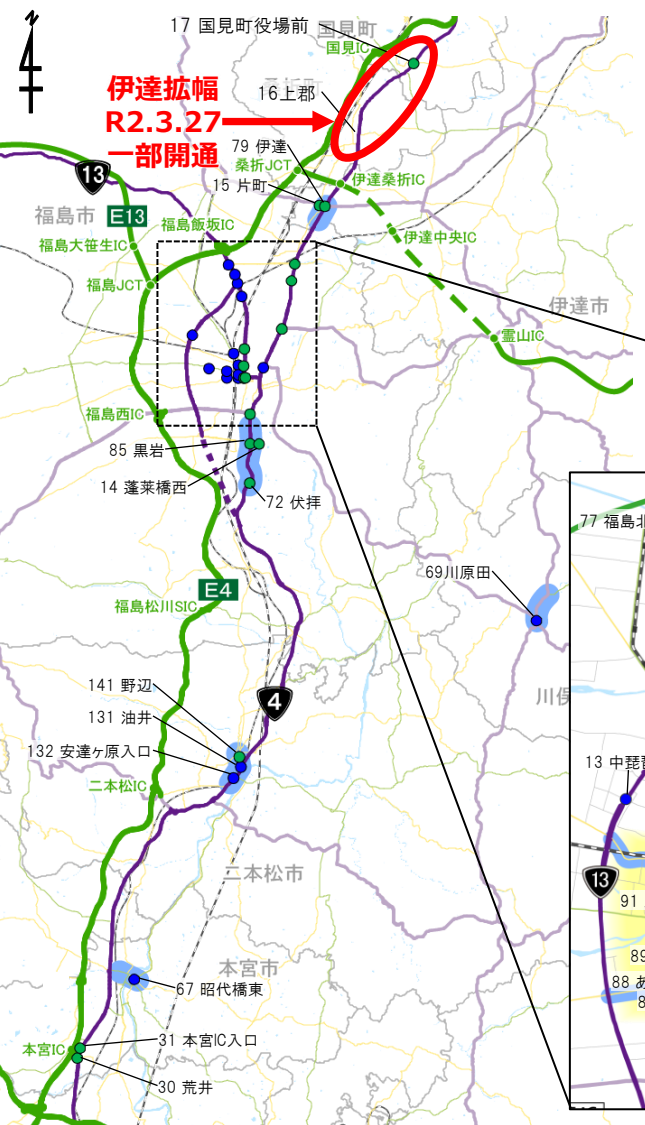 17 国見町役場前
国見町
国見IC
伊達拡幅
R2.3.27
一部開通
16上郡
79 伊達
桑折JCT
伊達桑折IC
15 片町
13
福島市
E13
福島飯坂IC
福島大笹生IC
伊達中央IC
福島JCT
伊達市
霊山IC
福島西IC
85 黒岩
14 蓬莱橋西
72 伏拝
77 福島北
69川原田
E4
福島松川SIC
川俣
141 野辺
4
131 油井
132 安達ヶ原入口
二本松IC
13 中琵琶
13
91
二本松市
89
88 あ
8
本宮市
67 昭代橋東
31 本宮IC入口
本宮IC
30 荒井